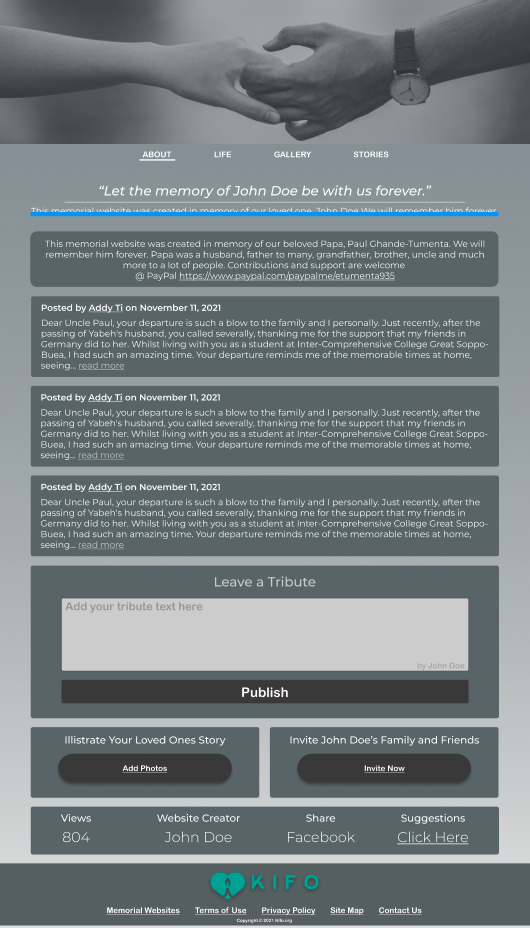 ABOUT LIFE GALLERY STORIES
“Let the memory of John Doe be with us forever.”
This memorial website was created in memory of our loved one, John Doe We will remember him forever
This memorial website was created in memory of our beloved Papa, Paul Ghande-Tumenta. We will
remember him forever. Papa was a husband, father to many, grandfather, brother, uncle and much
more to a lot of people. Contributions and support are welcome
@ PayPal https://www.paypal.com/paypalme/etumenta935
Posted by Addy Ti on November 11, 2021
Dear Uncle Paul, your departure is such a blow to the family and I personally. Just recently, after the
passing of Yabeh's husband, you called severally, thanking me for the support that my friends in
Germany did to her. Whilst living with you as a student at Inter-Comprehensive College Great Soppo-
Buea, I had such an amazing time. Your departure reminds me of the memorable times at home,
seeing... read more
Posted by Addy Ti on November 11, 2021
Dear Uncle Paul, your departure is such a blow to the family and I personally. Just recently, after the
passing of Yabeh's husband, you called severally, thanking me for the support that my friends in
Germany did to her. Whilst living with you as a student at Inter-Comprehensive College Great Soppo-
Buea, I had such an amazing time. Your departure reminds me of the memorable times at home,
seeing... read more
Posted by Addy Ti on November 11, 2021
Dear Uncle Paul, your departure is such a blow to the family and I personally. Just recently, after the
passing of Yabeh's husband, you called severally, thanking me for the support that my friends in
Germany did to her. Whilst living with you as a student at Inter-Comprehensive College Great Soppo-
Buea, I had such an amazing time. Your departure reminds me of the memorable times at home,
seeing... read more
Leave a Tribute
Add your tribute text here
by John Doe
Publish
Illistrate Your Loved Ones Story
Add Photos
Invite John Doe’s Family and Friends
Invite Now
Views Website Creator Share Suggestions
804 John Doe Facebook Click Here
KIFO
Memorial Websites Terms of Use Privacy Policy Site Map Contact Us
Copyright © 2021 Kifo.org